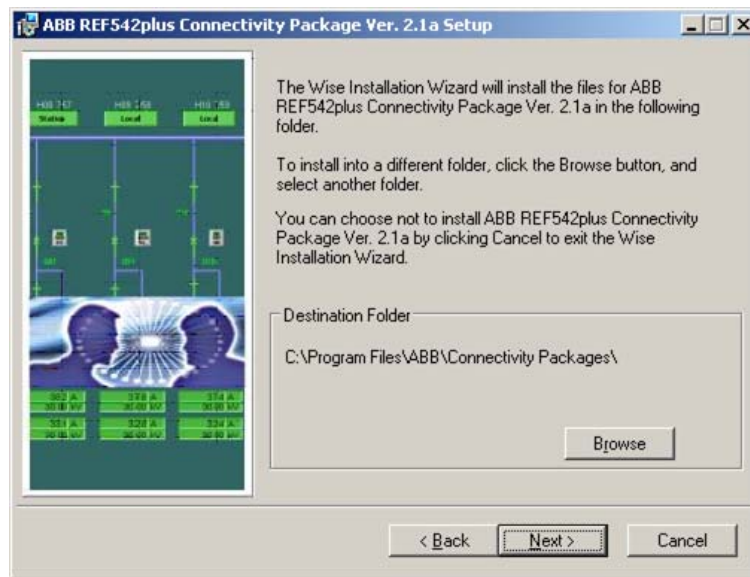 ABB REF542plus Connectivity Package Ver. 2.1a Setup
The Wise Installation Wizard will install the files for ABB
REF542plus Connectivity Package Ver. 2.1a in the following
folder.
To install into a different folder, click the Browse button, and
select another folder.
You can choose not to install ABB REF542plus Connectivity
Package Ver. 2.1a by clicking Cancel to exit the Wise
Installation Wizard.
Local
Local
Destination Folder
C:\Program Files\ABB\Connectivity Packages\
Browse
< Back
Next >
Cancel